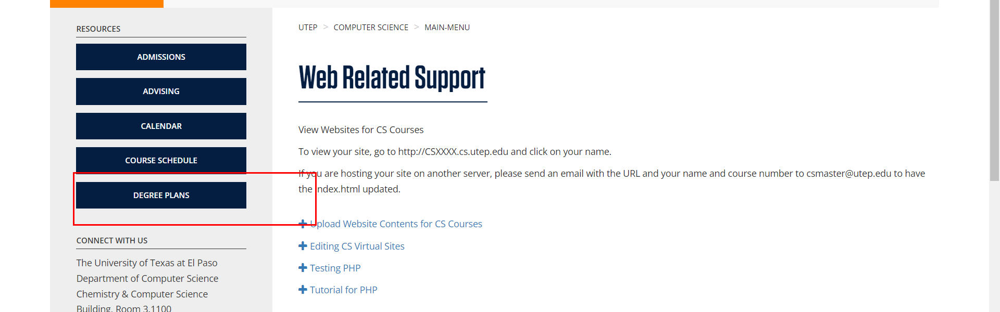 RESOURCES
ADMISSIONS
ADVISING
CALENDAR
COURSE SCHEDULE
DEGREE PLANS
CONNECT WITH US
The University of Texas at El Paso
Department of Computer Science
Chemistry & Computer Science
Building, Room 3.1100
UTEP > COMPUTER SCIENCE > MAIN-MENU
Web Related Support
View Websites for CS Courses
To view your site, go to http://CSXXXX.cs.utep.edu and click on your name.
If you are hosting your site on another server, please send an email with the URL and your name and course number to csmaster@utep.edu to have
the index.html updated.
Upload Website Contents for CS Courses
Editing CS Virtual Sites
Testing PHP
Tutorial for PHP